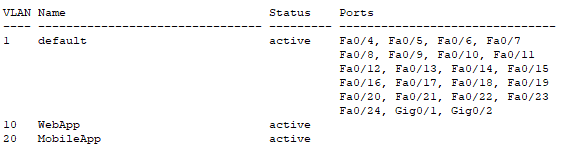 VLAN Name                             Status    Ports
---- -------------------------------- --------- -------------------------------
1    default                          active    Fa0/4, Fa0/5, Fa0/6, Fa0/7
                                                Fa0/8, Fa0/9, Fa0/10, Fa0/11
                                                Fa0/12, Fa0/13, Fa0/14, Fa0/15
                                                Fa0/16, Fa0/17, Fa0/18, Fa0/19
                                                Fa0/20, Fa0/21, Fa0/22, Fa0/23
                                                Fa0/24, Gig0/1, Gig0/2
10   WebApp                           active
20   MobileApp                        active